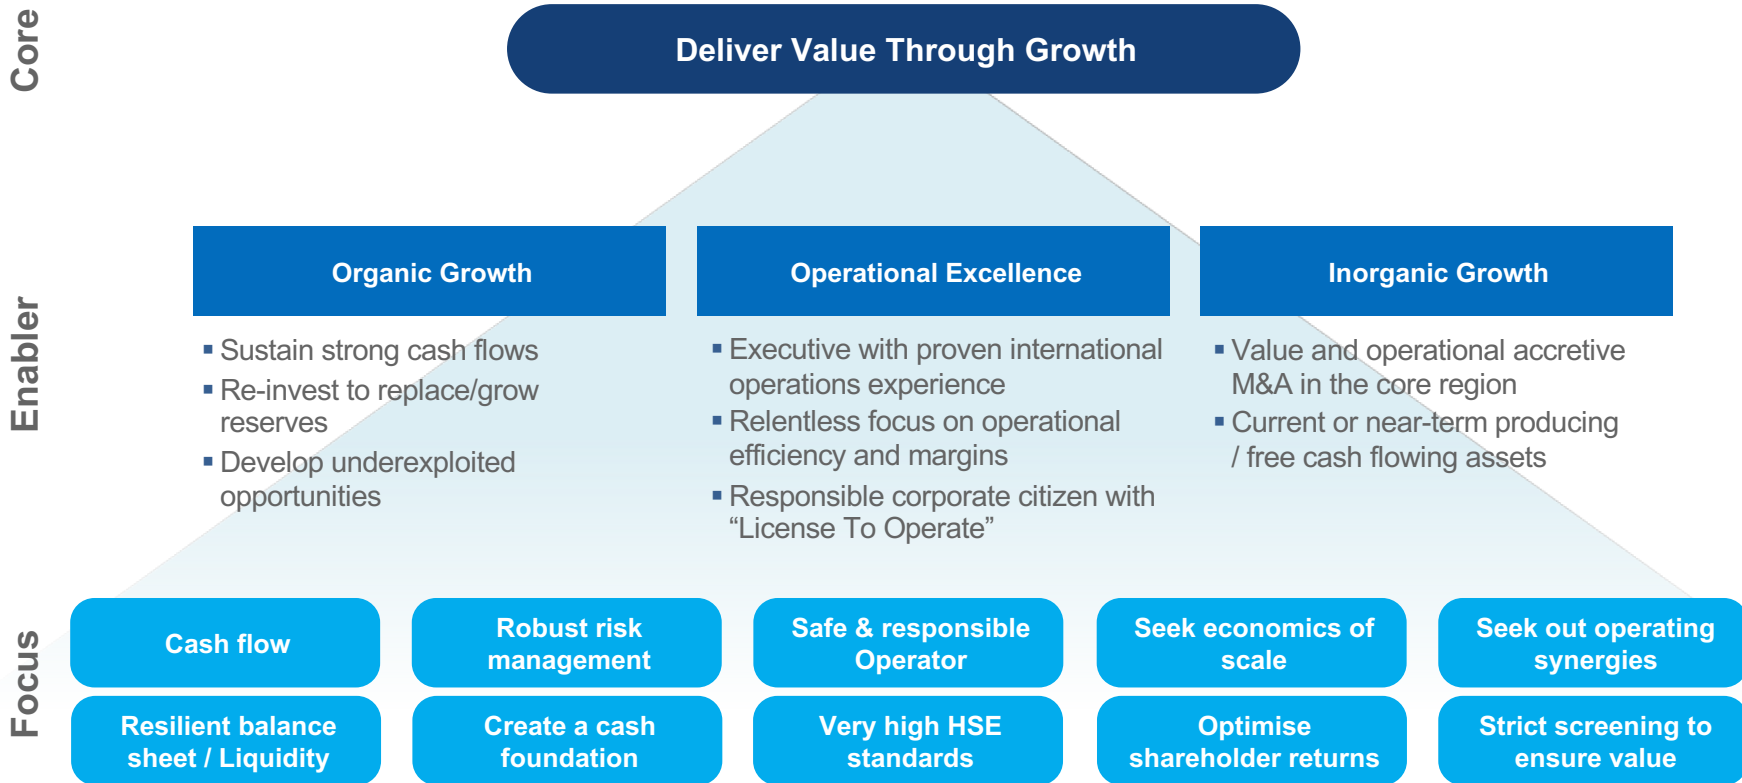 Core
Deliver Value Through Growth
Enabler
Organic Growth
▪ Sustain strong cash flows
▪ Re-invest to replace/grow
reserves
▪ Develop underexploited
opportunities
Operational Excellence
▪ Executive with proven international
operations experience
▪ Relentless focus on operational
efficiency and margins
▪ Responsible corporate citizen with
“License To Operate”
Inorganic Growth
▪ Value and operational accretive
M&A in the core region
▪ Current or near-term producing
/ free cash flowing assets
Focus
Cash flow
Robust risk
management
Safe & responsible
Operator
Seek economics of
scale
Seek out operating
synergies
Resilient balance
sheet / Liquidity
Create a cash
foundation
Very high HSE
standards
Optimise
shareholder returns
Strict screening to
ensure value